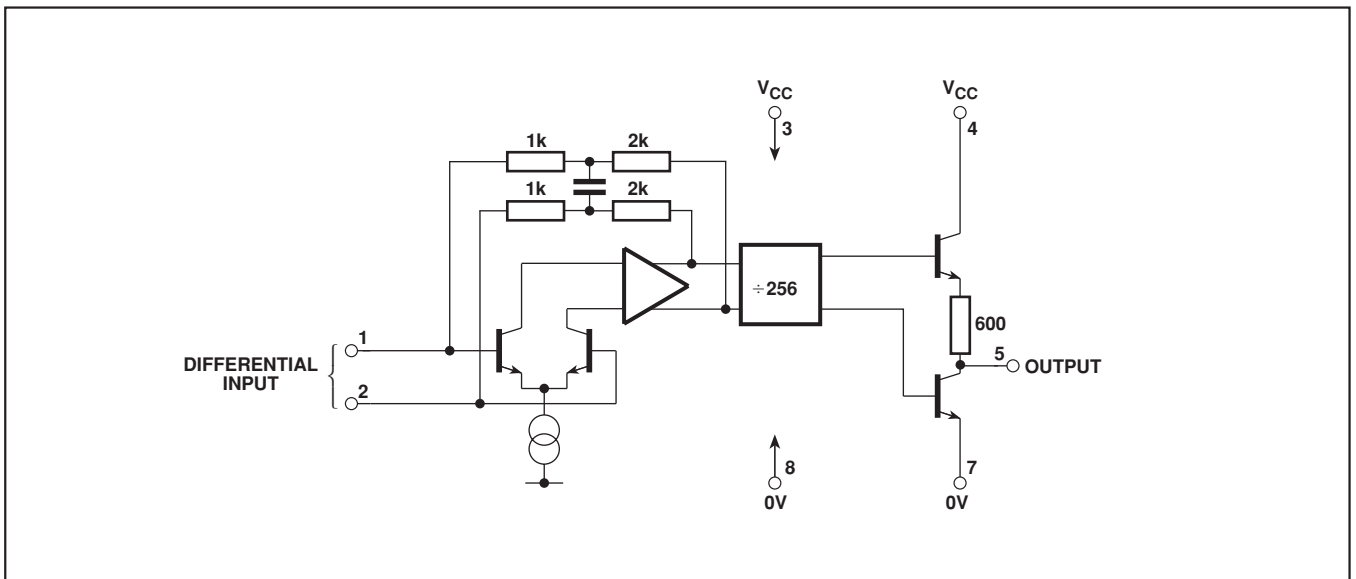 V_CC
3
V_CC
4
1k
2k
1k
2k
÷256
600
5
OUTPUT
1
DIFFERENTIAL
INPUT
2
8
0V
7
0V